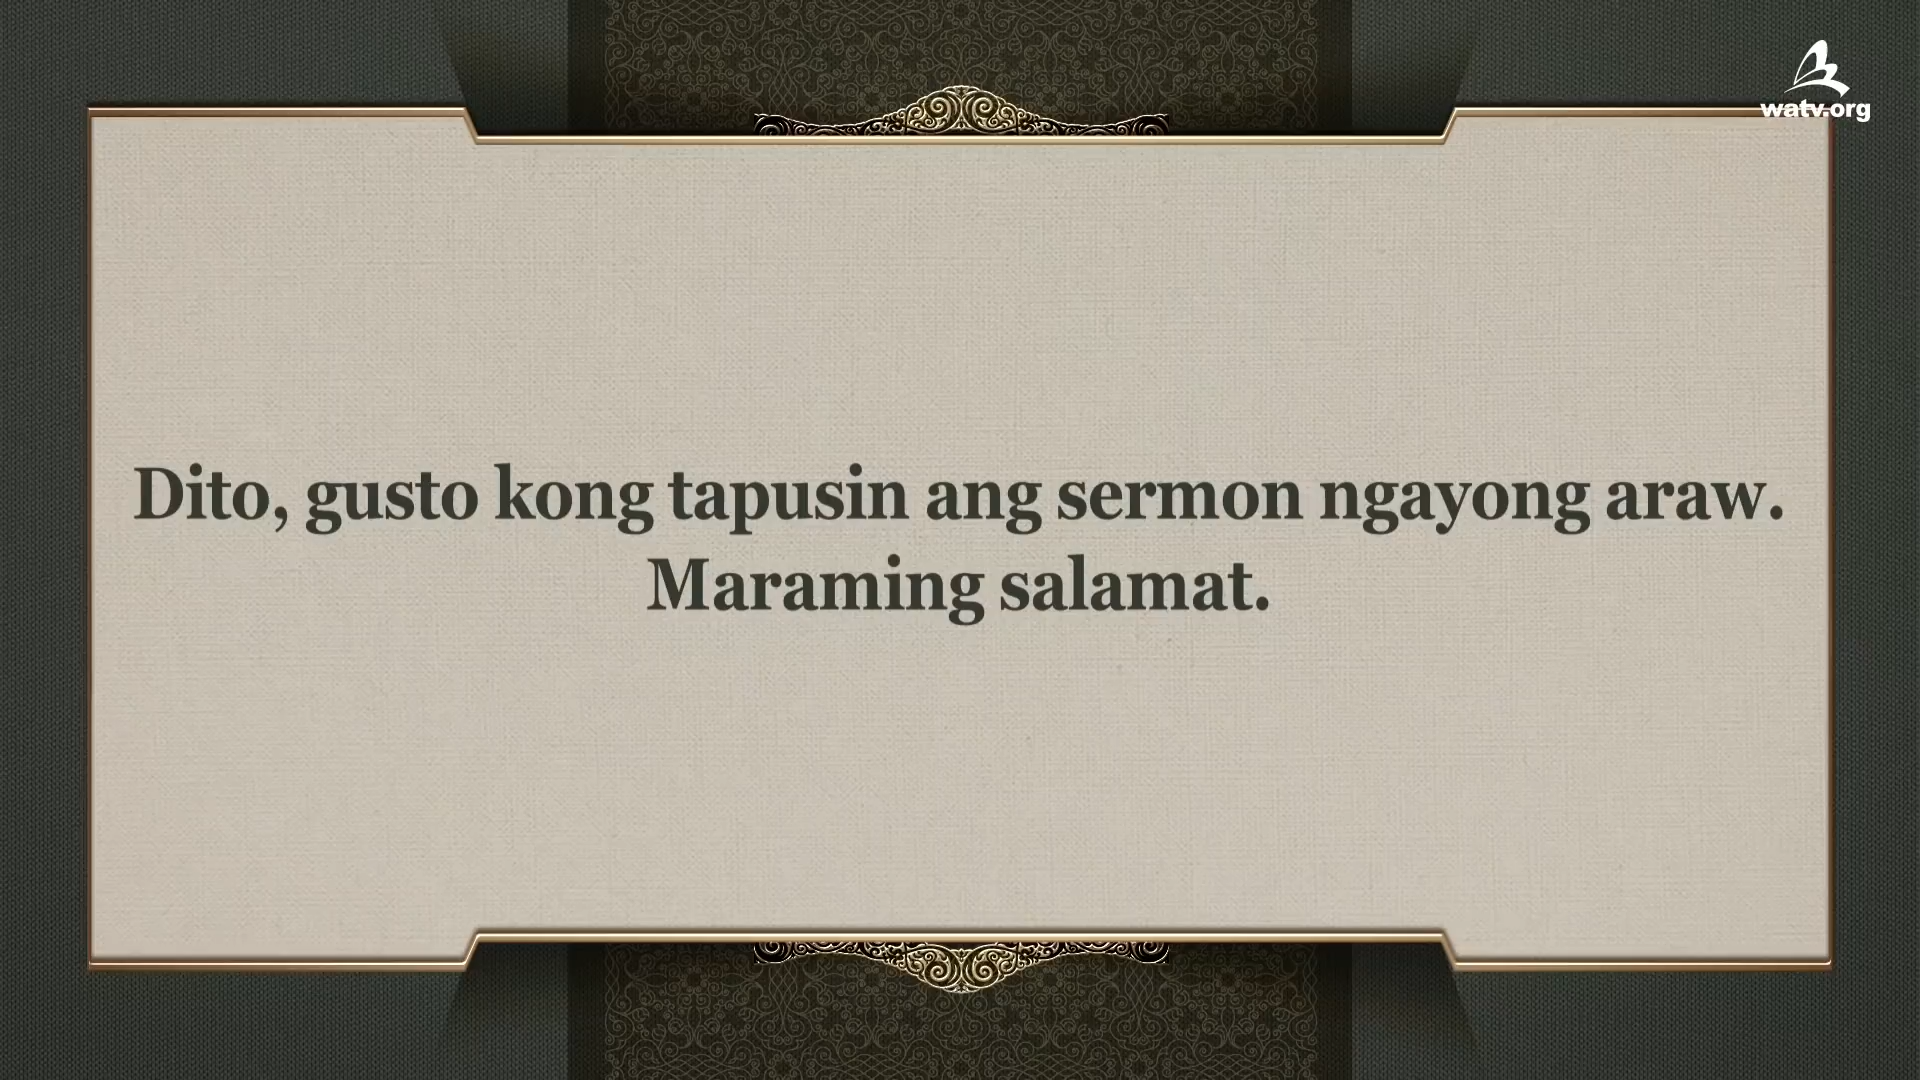 watv.org
Dito, gusto kong tapusin ang sermon ngayong araw.
Maraming salamat.